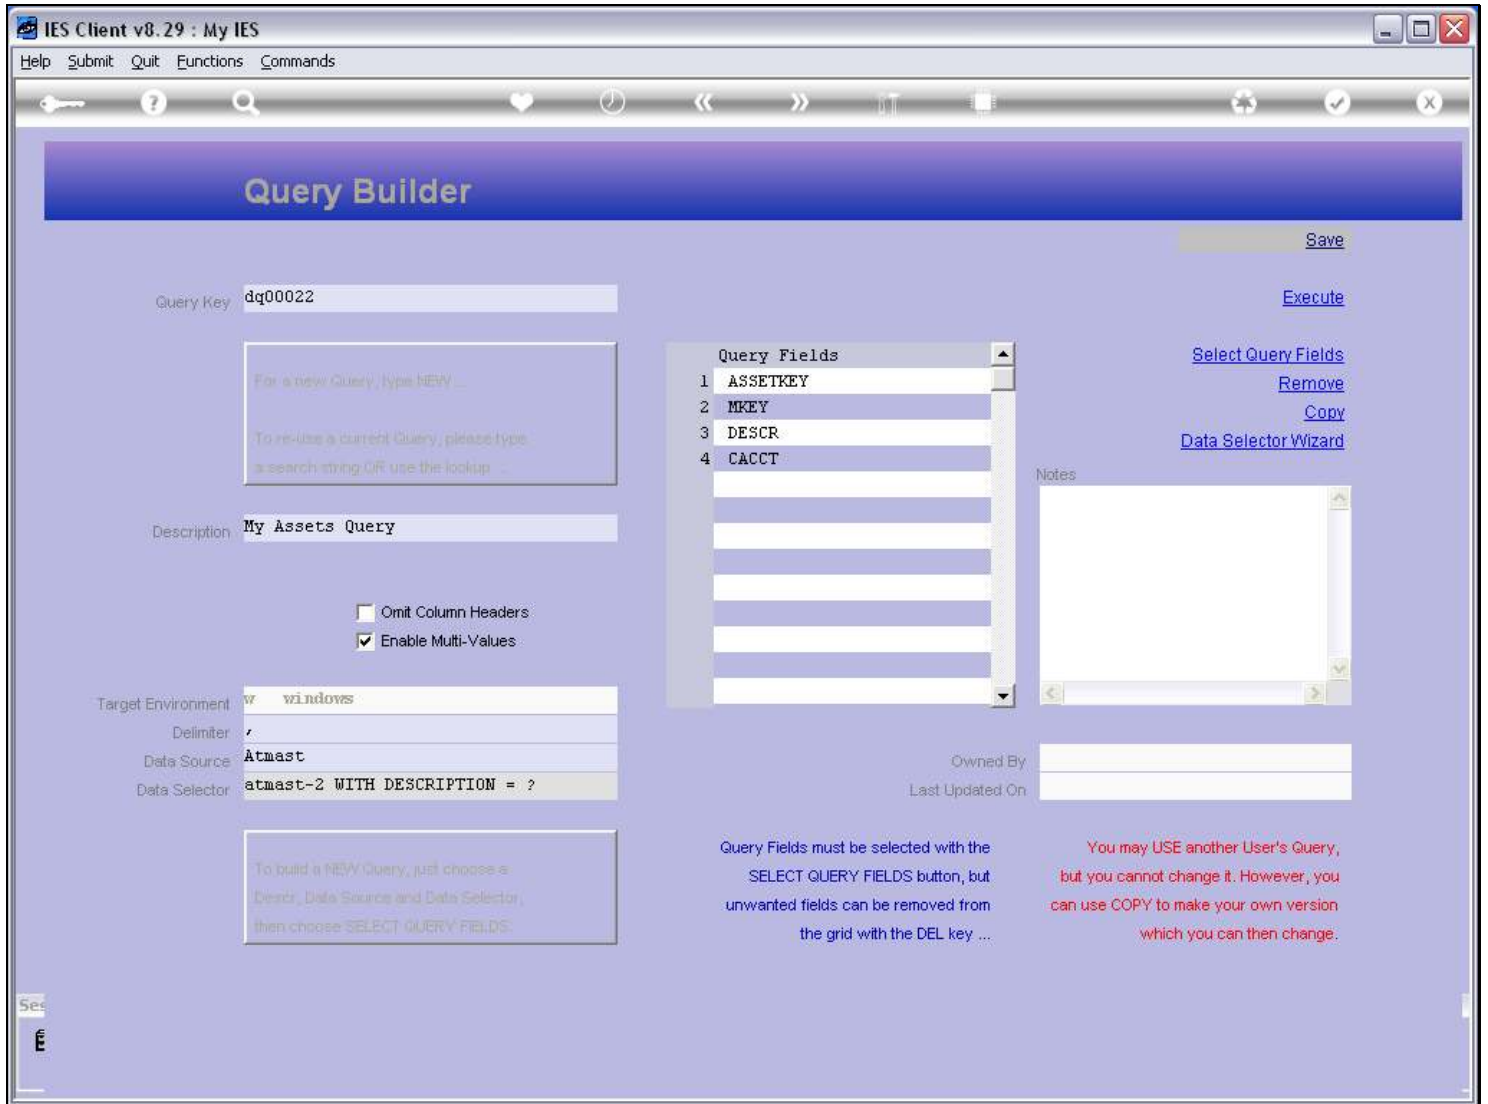 IES Client v8.29 : My IES
Help Submit Quit Functions Commands
Query Builder
Save
Query Key dq00022
Execute
For a new Query, type NEW ...
To re-use a current Query, please type
a search string OR use the lookup ...
Query Fields
1 ASSETKEY
2 MKEY
3 DESCR
4 CACCT
Select Query Fields
Remove
Copy
Data Selector Wizard
Notes
Description My Assets Query
Omit Column Headers
Enable Multi-Values
Target Environment w windows
Delimiter ,
Data Source Atmast
Data Selector atmast-2 WITH DESCRIPTION = ?
Owned By
Last Updated On
To build a NEW Query, just choose a
Descr, Data Source and Data Selector,
then choose SELECT QUERY FIELDS.
Query Fields must be selected with the
SELECT QUERY FIELDS button, but
unwanted fields can be removed from
the grid with the DEL key ...
You may USE another User's Query,
but you cannot change it. However, you
can use COPY to make your own version
which you can then change.
Ses